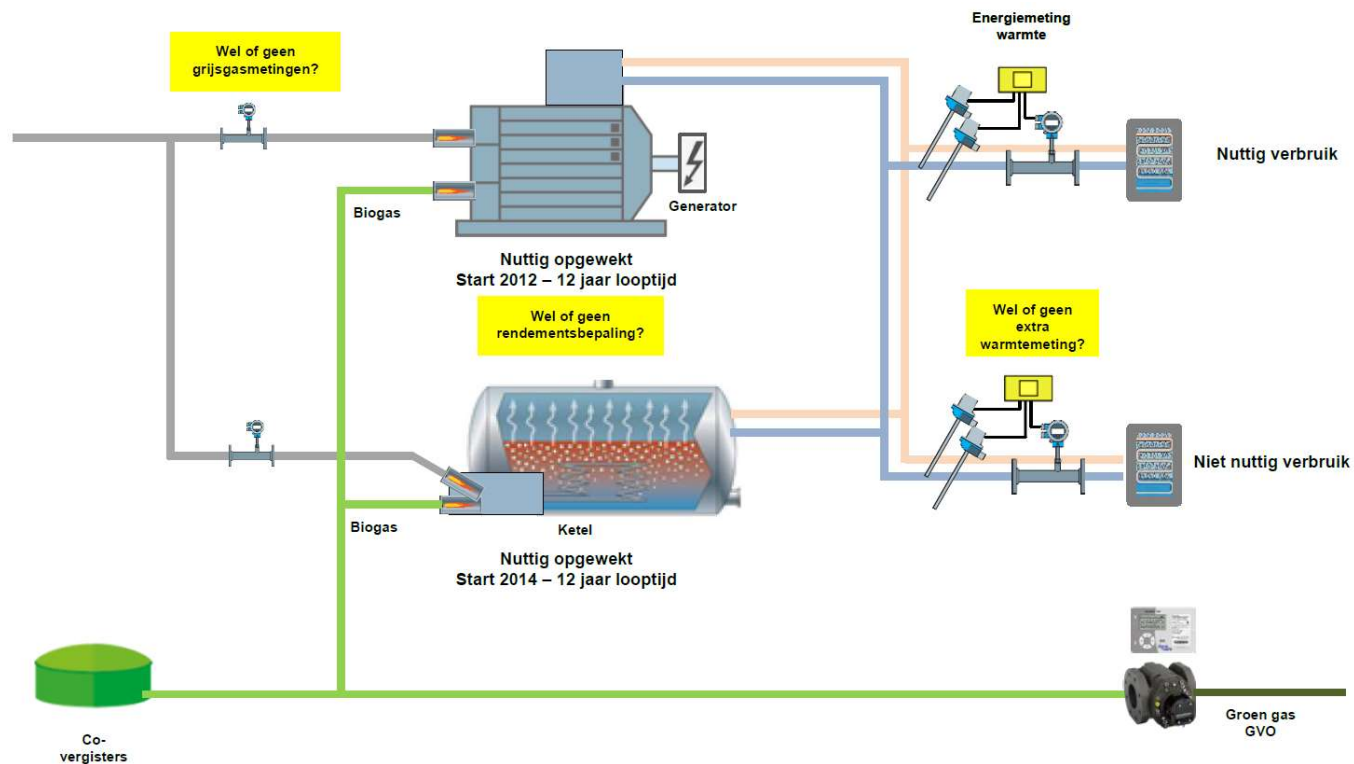 Energiemeting
warmte
Wel of geen
grijsgasmetingen?
Nuttig verbruik
Biogas
Generator
Nuttig opgewekt
Start 2012 – 12 jaar looptijd
Wel of geen
rendementsbepaling?
Wel of geen
extra
warmtemeting?
Niet nuttig verbruik
Biogas
Ketel
Nuttig opgewekt
Start 2014 – 12 jaar looptijd
Groen gas
GVO
Co-
vergisters